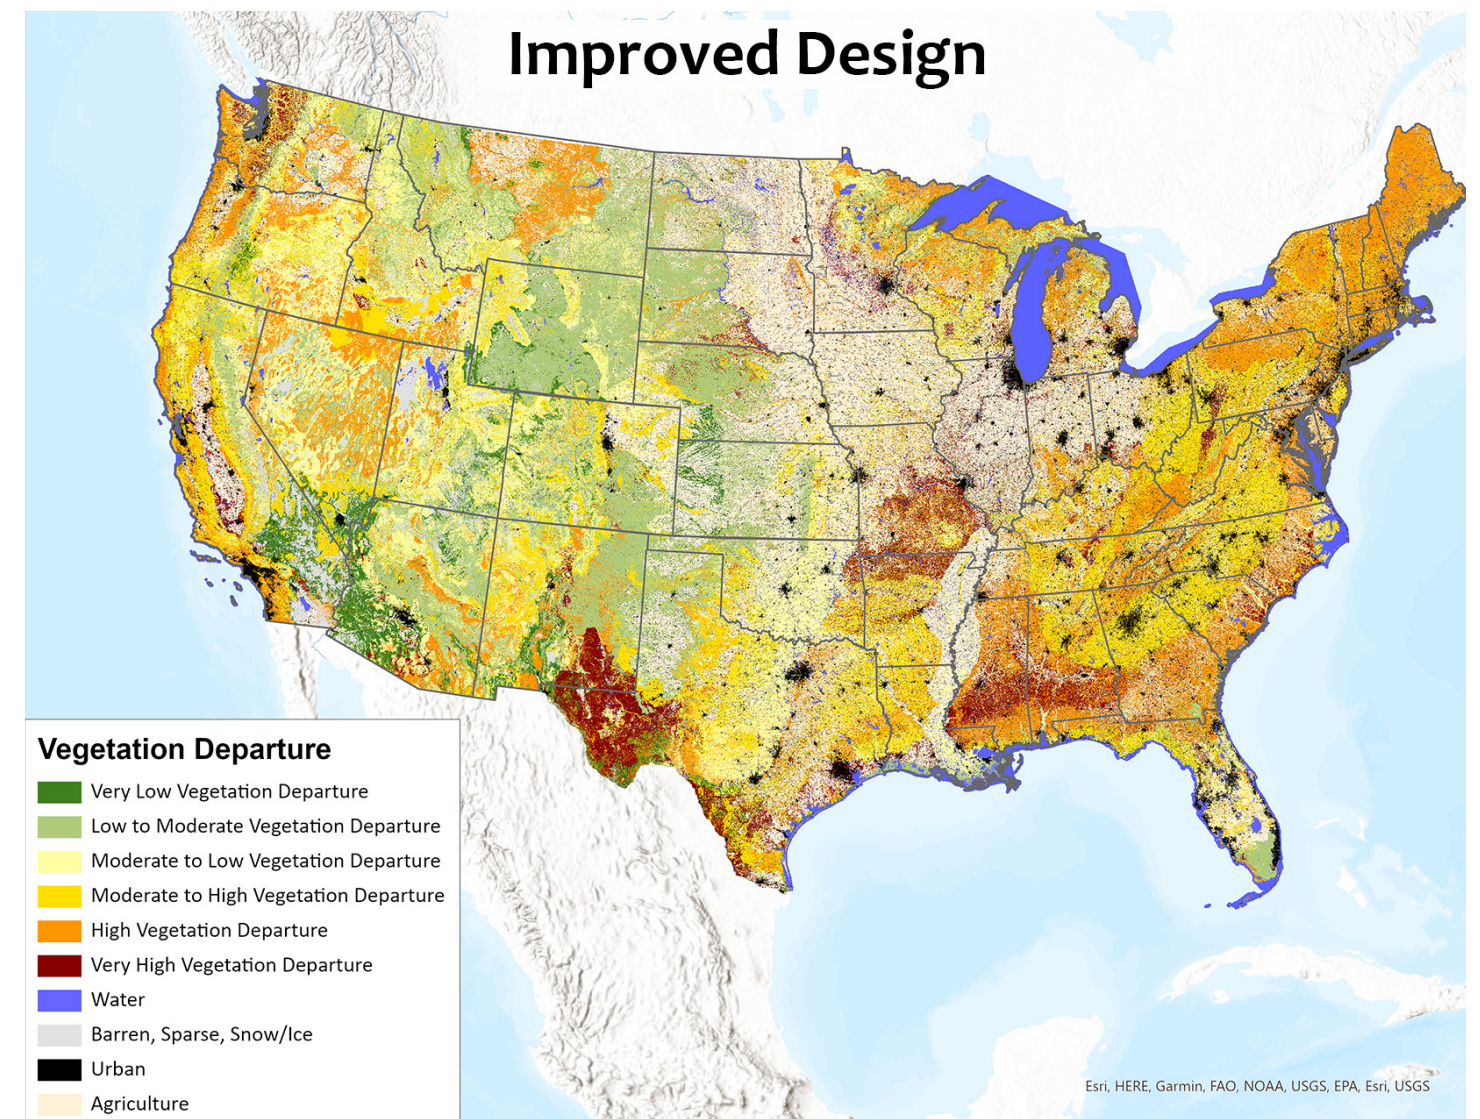 Improved Design
Vegetation Departure
Very Low Vegetation Departure
Low to Moderate Vegetation Departure
Moderate to Low Vegetation Departure
Moderate to High Vegetation Departure
High Vegetation Departure
Very High Vegetation Departure
Water
Barren, Sparse, Snow/Ice
Urban
Agriculture
Esri, HERE, Garmin, FAO, NOAA, USGS, EPA, Esri, USGS